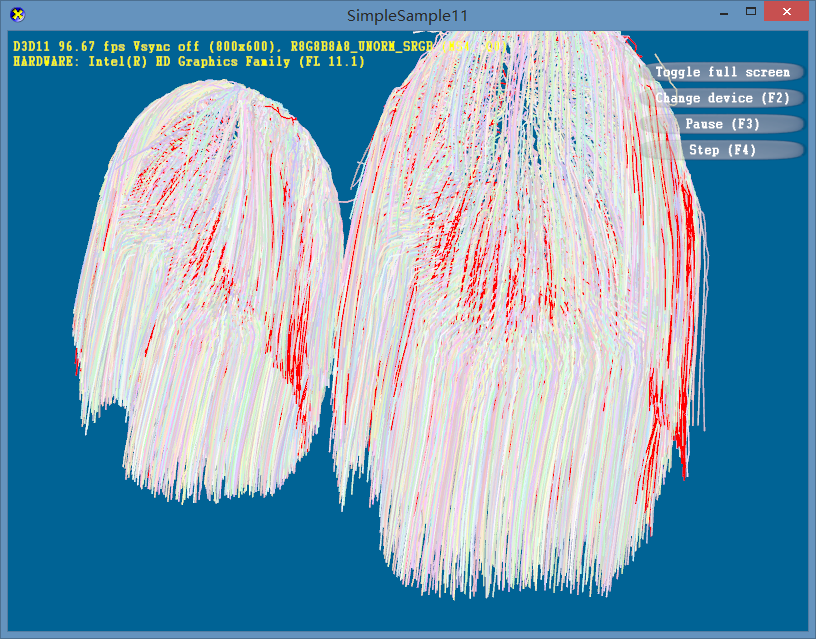 SimpleSample11
D3D11 96.67 fps Vsync off (800x600), R8G8B8A8_UNORM_SRGB
HARDWARE: Intel(R) HD Graphics Family (FL 11.1)
Toggle full screen
Change device (F2)
Pause (F3)
Step (F4)